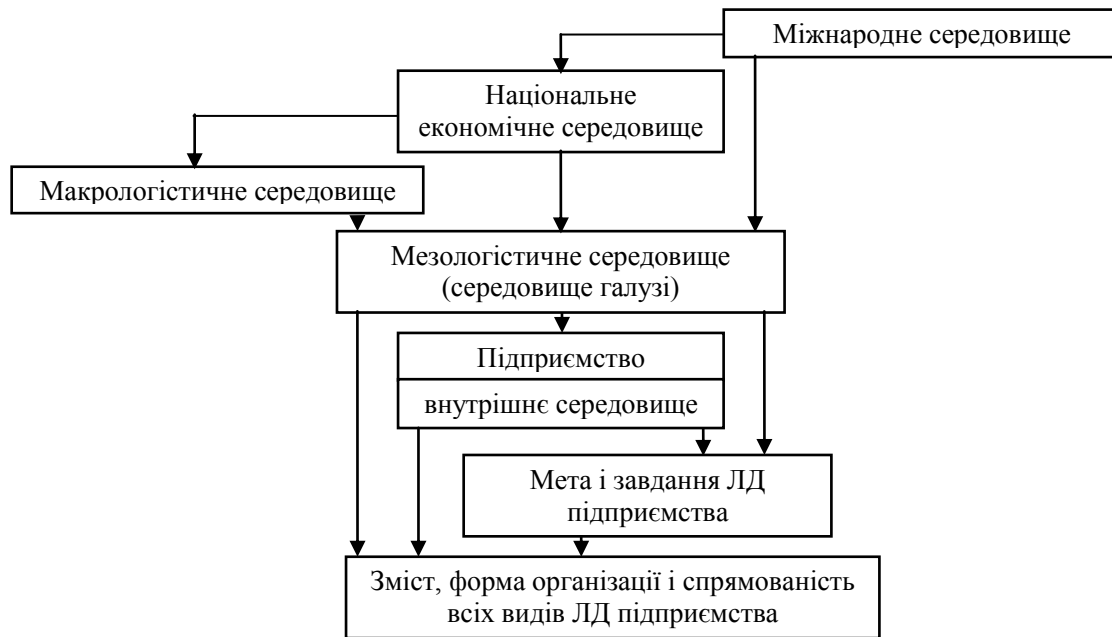 Міжнародне середовище
Національне
економічне середовище
Макрологістичне середовище
Мезологістичне середовище
(середовище галузі)
Підприємство
внутрішнє середовище
Мета і завдання ЛД
підприємства
Зміст, форма організації і спрямованість
всіх видів ЛД підприємства